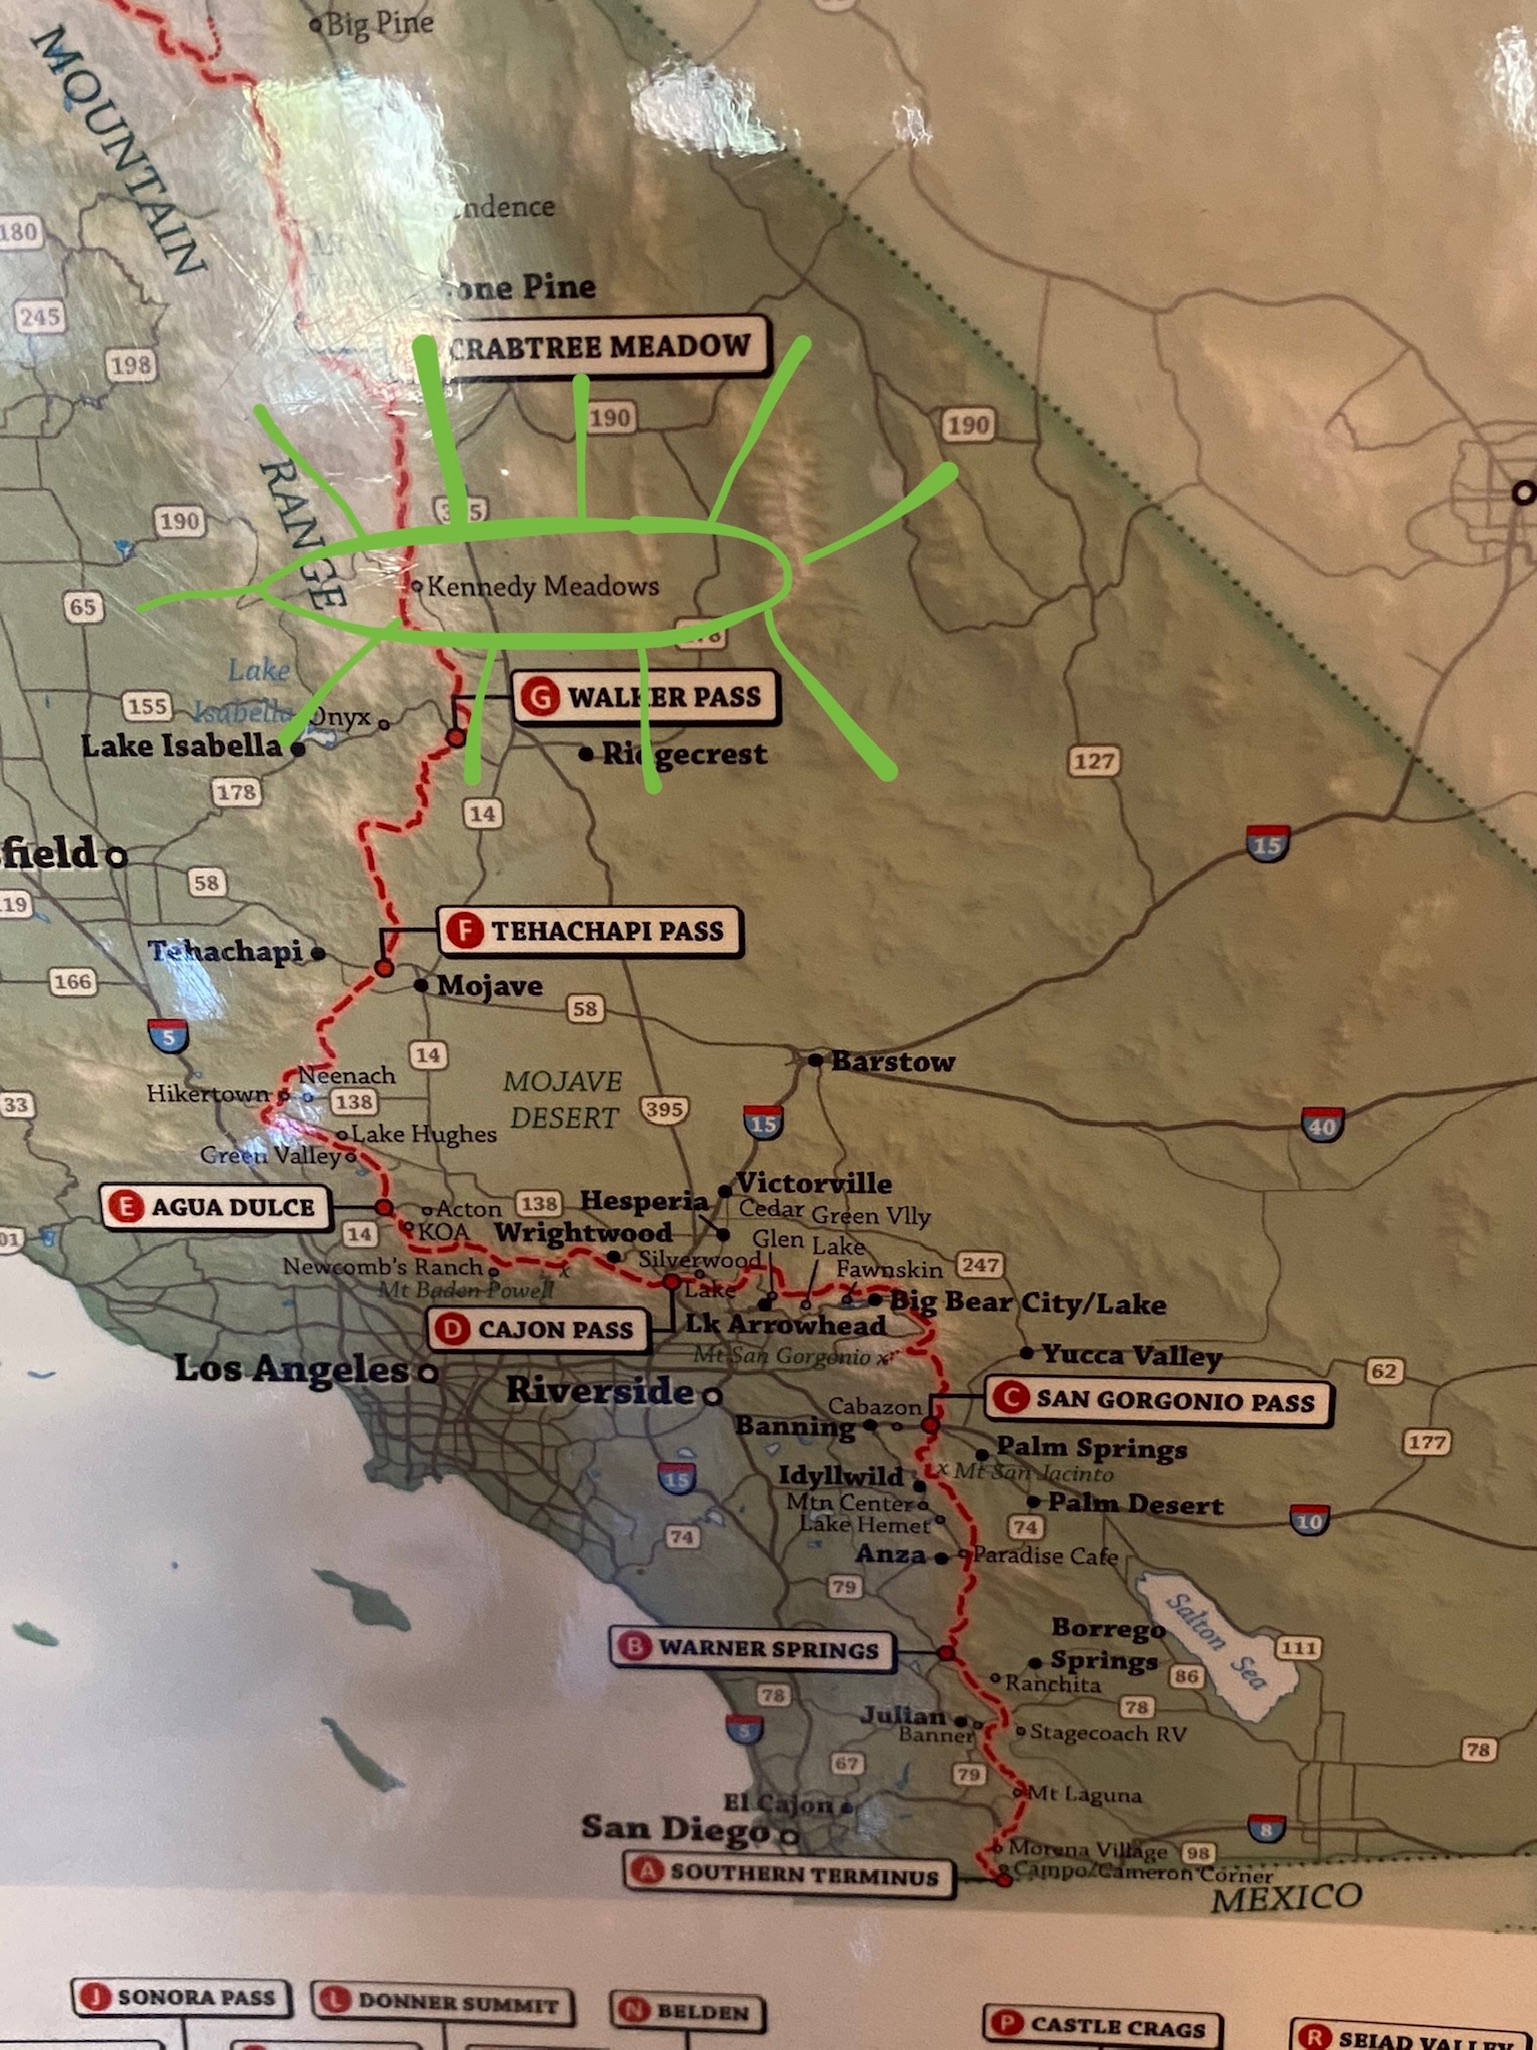 Big Pine
MOUNTAIN
ndence
180
one Pine
245
CRABTREE MEADOW
198
190
190
RANGE
190
Kennedy Meadows
65
Lake
Isabella
155
G WALKER PASS
Onyx
Lake Isabella
Ridgecrest
127
178
14
15
field
58
19
F TEHACHAPI PASS
Tehachapi
166
Mojave
58
5
14
Barstow
Neenach
MOJAVE
DESERT
Hikertown
138
33
395
15
40
Lake Hughes
Green Valley
Victorville
E AGUA DULCE
Acton
138
Hesperia
Cedar
Glen
Green Vlly
Lake
14
KOA
Wrightwood
01
Silverwood
Lake
Fawnskin
247
Newcomb's Ranch
Mt Baden Powell
x
Big Bear City/Lake
D CAJON PASS
Lk Arrowhead
Mt San Gorgonio x
Yucca Valley
Los Angeles
62
Riverside
C SAN GORGONIO PASS
Cabazon
Banning
Palm Springs
177
15
Idyllwild
x Mt San Jacinto
Mtn Center
Palm Desert
Lake Hemet
74
10
74
Anza
Paradise Cafe
79
Salton Sea
Borrego
Springs
B WARNER SPRINGS
111
Ranchita
86
78
78
Julian
Banner
Stagecoach RV
5
78
67
79
Mt Laguna
El Cajon
San Diego
8
Morena Village
98
A SOUTHERN TERMINUS
Campo/Cameron Corner
MEXICO
J SONORA PASS
L DONNER SUMMIT
N BELDEN
P CASTLE CRAGS
R SEIAD VALLEY